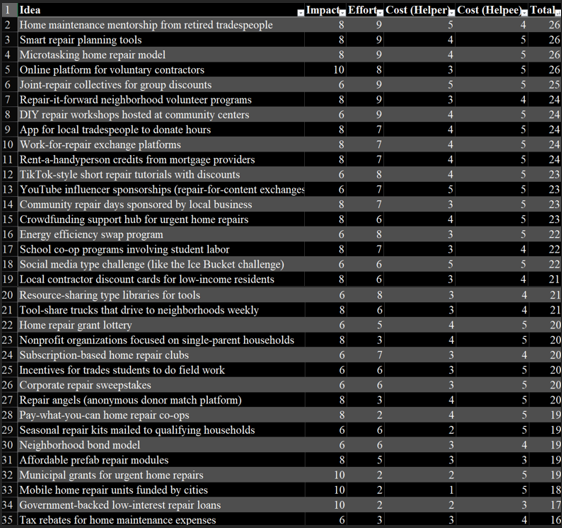 1 Idea Impact Effort Cost (Helper) Cost (Helpee) Total
2 Home maintenance mentorship from retired tradespeople 8 9 5 4 26
3 Smart repair planning tools 8 9 4 5 26
4 Microtasking home repair model 8 9 4 5 26
5 Online platform for voluntary contractors 10 8 3 5 26
6 Joint-repair collectives for group discounts 6 9 5 5 25
7 Repair-it-forward neighborhood volunteer programs 8 9 3 4 24
8 DIY repair workshops hosted at community centers 6 9 4 5 24
9 App for local tradespeople to donate hours 8 7 4 5 24
10 Work-for-repair exchange platforms 8 7 4 5 24
11 Rent-a-handyperson credits from mortgage providers 8 7 4 5 24
12 TikTok-style short repair tutorials with discounts 6 8 4 5 23
13 YouTube influencer sponsorships (repair-for-content exchanges 6 7 5 5 23
14 Community repair days sponsored by local business 8 7 3 5 23
15 Crowdfunding support hub for urgent home repairs 8 6 4 5 23
16 Energy efficiency swap program 6 8 3 5 22
17 School co-op programs involving student labor 8 7 3 4 22
18 Social media type challenge (like the Ice Bucket challenge) 6 6 5 5 22
19 Local contractor discount cards for low-income residents 8 6 3 4 21
20 Resource-sharing type libraries for tools 6 8 3 4 21
21 Tool-share trucks that drive to neighborhoods weekly 8 6 3 4 21
22 Home repair grant lottery 6 5 4 5 20
23 Nonprofit organizations focused on single-parent households 8 3 4 5 20
24 Subscription-based home repair clubs 6 7 3 4 20
25 Incentives for trades students to do field work 6 6 3 5 20
26 Corporate repair sweepstakes 6 6 3 5 20
27 Repair angels (anonymous donor match platform) 8 3 4 5 20
28 Pay-what-you-can home repair co-ops 8 2 4 5 19
29 Seasonal repair kits mailed to qualifying households 6 6 2 5 19
30 Neighborhood bond model 6 6 3 4 19
31 Affordable prefab repair modules 8 5 3 3 19
32 Municipal grants for urgent home repairs 10 2 2 5 19
33 Mobile home repair units funded by cities 10 2 1 5 18
34 Government-backed low-interest repair loans 10 2 2 3 17
35 Tax rebates for home maintenance expenses 6 3 3 4 16